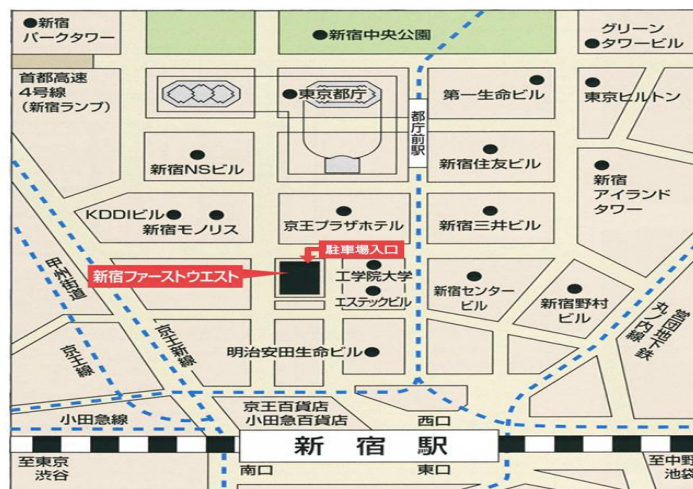 新宿
パークタワー
新宿中央公園
グリーン
タワービル
首都高速
4号線
(新宿ランプ)
東京都庁
第一生命ビル
東京ヒルトン
都庁前駅
新宿NSビル
新宿住友ビル
新宿
アイランド
タワー
KDDIビル
新宿モノリス
京王プラザホテル
新宿三井ビル
駐車場入口
新宿ファーストウエスト
工学院大学
エステックビル
新宿センター
ビル
新宿野村
ビル
甲州街道
京王新線
京王線
営団地下鉄
丸ノ内線
明治安田生命ビル
小田急線
京王百貨店
小田急百貨店
西口
新宿駅
至東京
渋谷
南口
東口
至中野
池袋